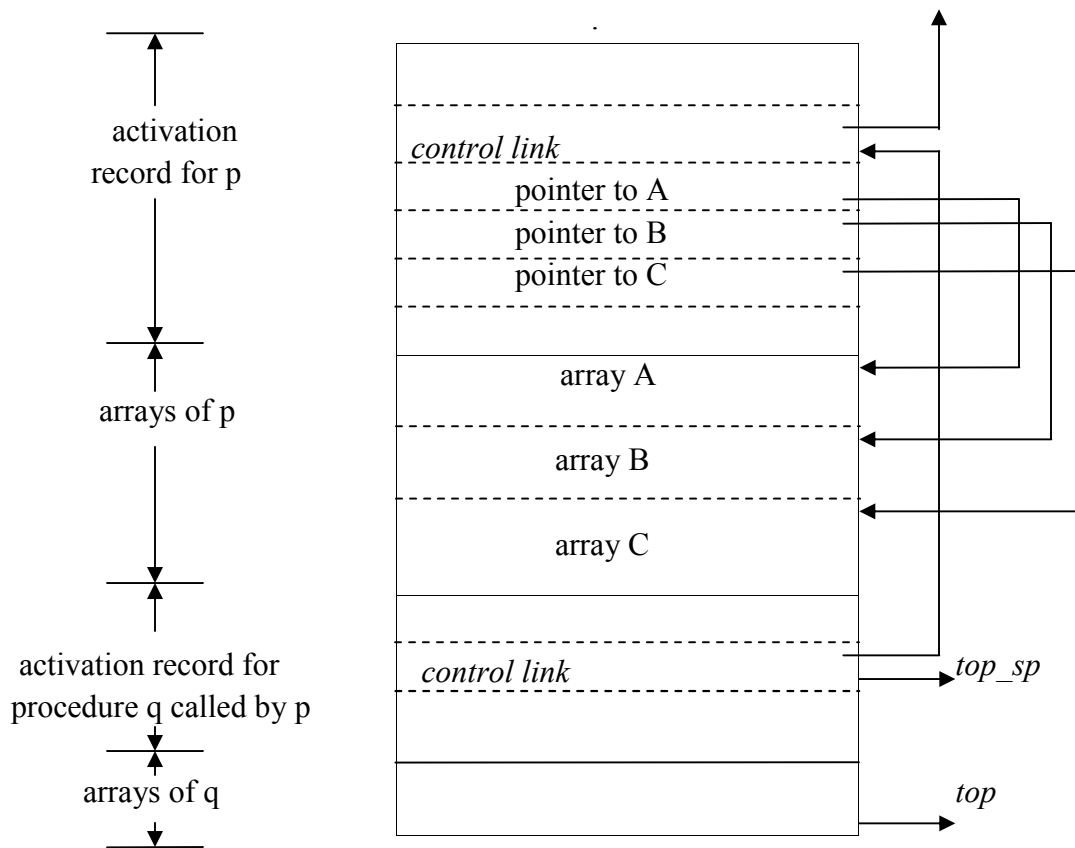 activation
record for p
control link
pointer to A
pointer to B
pointer to C
array A
arrays of p
array B
array C
activation record for
procedure q called by p
control link
top_sp
arrays of q
top